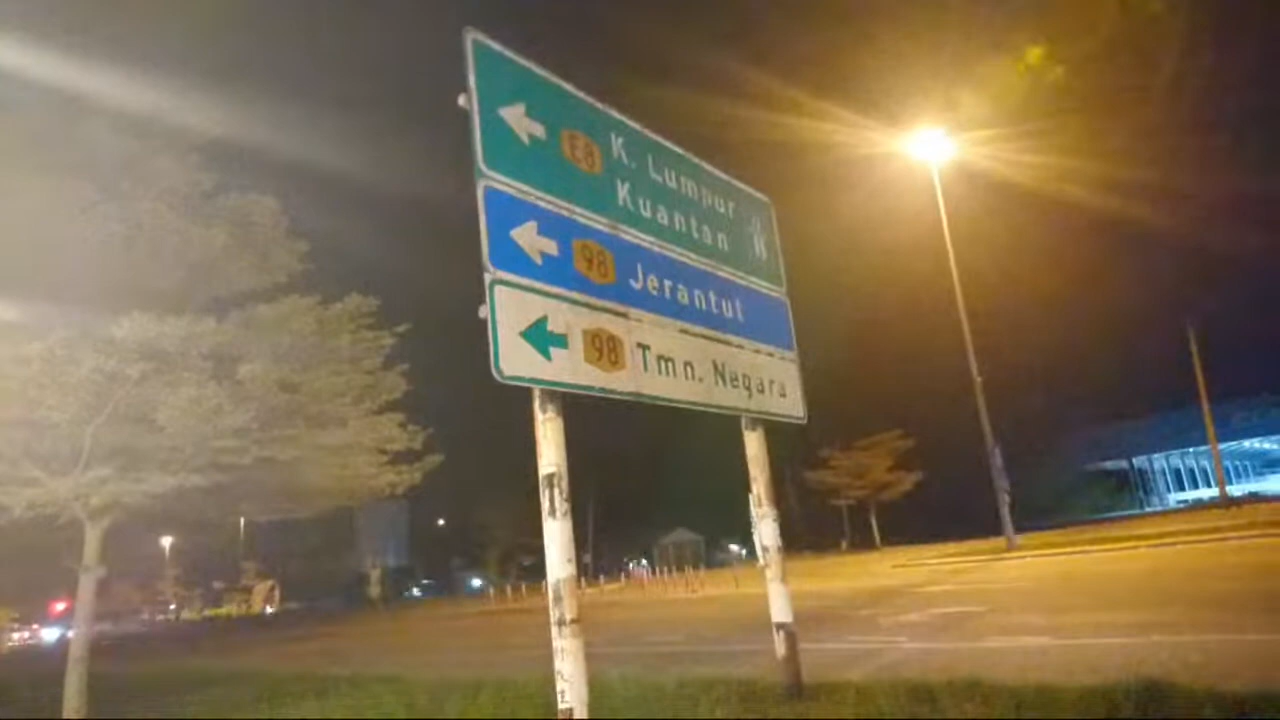 E8 K. Lumpur
Kuantan
98 Jerantut
98 Tmn. Negara